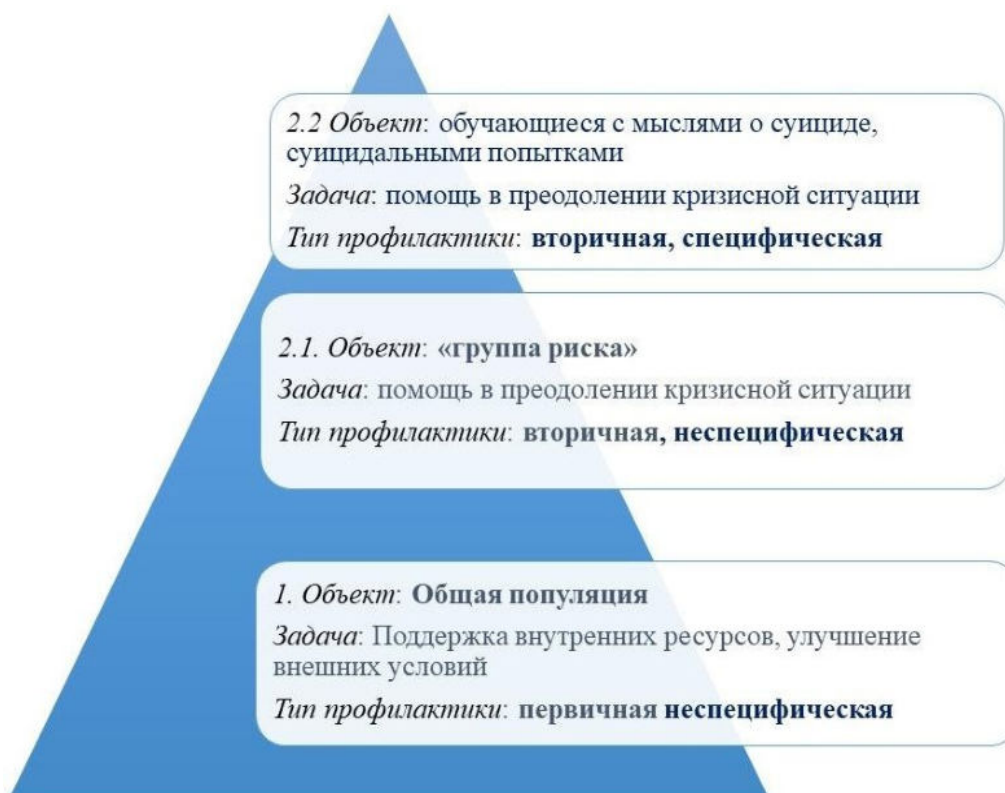 2.2 Объект: обучающиеся с мыслями о суициде,
суицидальными попытками
Задача: помощь в преодолении кризисной ситуации
Тип профилактики: вторичная, специфическая
2.1. Объект: «группа риска»
Задача: помощь в преодолении кризисной ситуации
Тип профилактики: вторичная, неспецифическая
1. Объект: Общая популяция
Задача: Поддержка внутренних ресурсов, улучшение
внешних условий
Тип профилактики: первичная неспецифическая